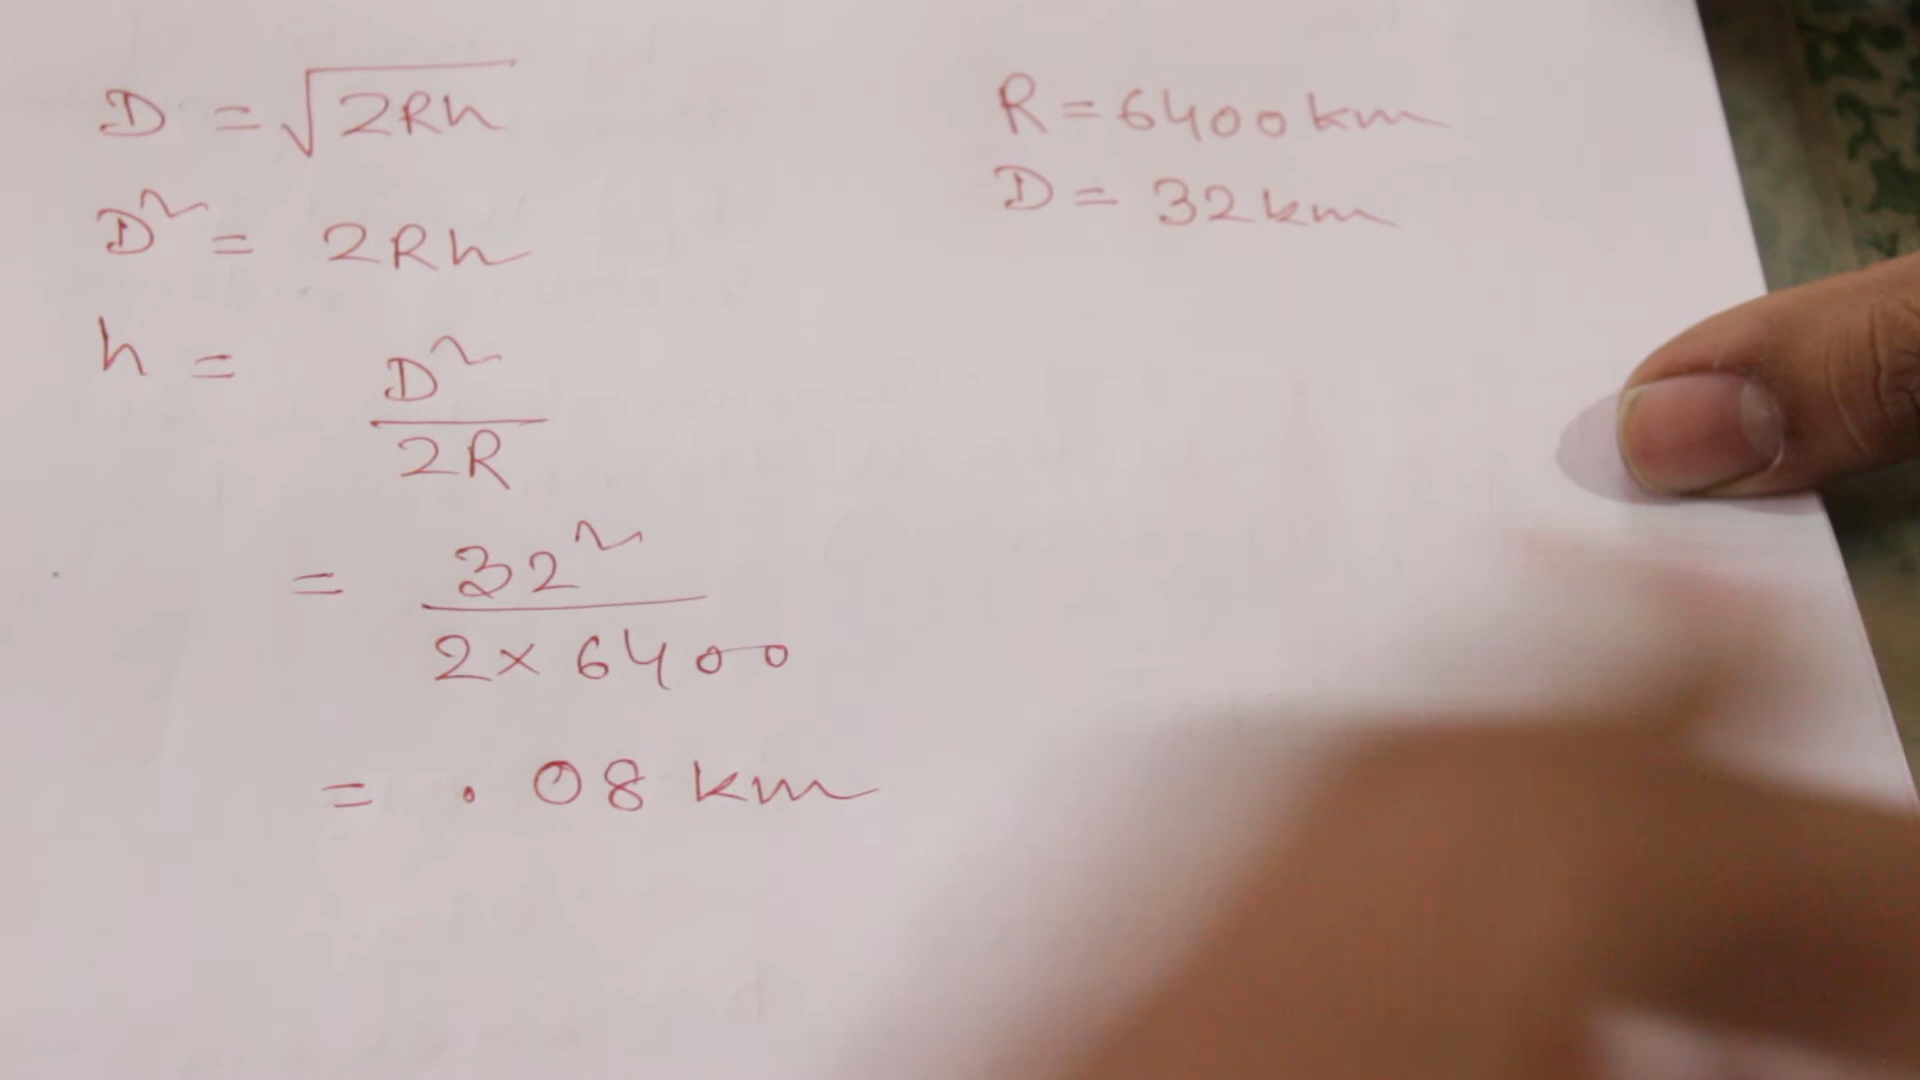 D = √2Rh
D² = 2Rh
h = D²/2R
= 32²/2×6400
= .08 km
R = 6400 km
D = 32 km